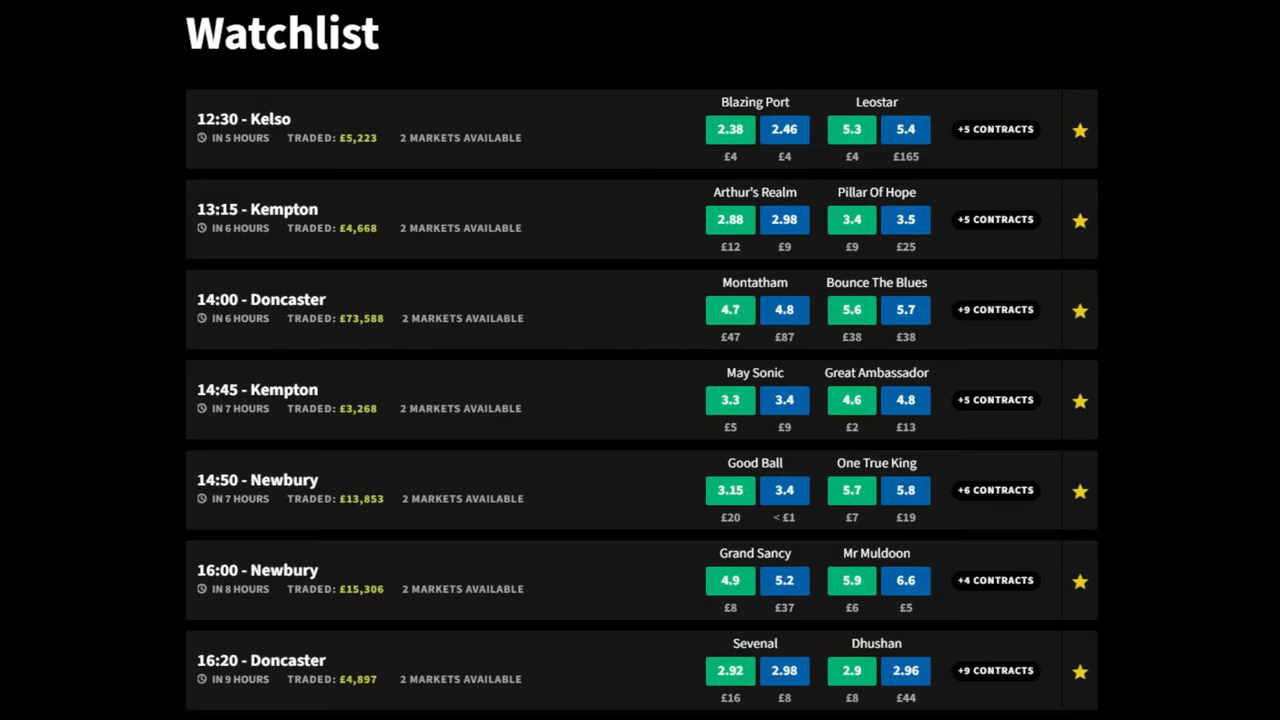 Watchlist
12:30 - Kelso
IN 5 HOURS TRADED: £5,223 2 MARKETS AVAILABLE
Blazing Port Leostar
2.38 2.46 5.3 5.4 +5 CONTRACTS
£4 £4 £4 £165
13:15 - Kempton
IN 6 HOURS TRADED: £4,668 2 MARKETS AVAILABLE
Arthur's Realm Pillar Of Hope
2.88 2.98 3.4 3.5 +5 CONTRACTS
£12 £9 £9 £25
14:00 - Doncaster
IN 6 HOURS TRADED: £73,588 2 MARKETS AVAILABLE
Montatham Bounce The Blues
4.7 4.8 5.6 5.7 +9 CONTRACTS
£47 £87 £38 £38
14:45 - Kempton
IN 7 HOURS TRADED: £3,268 2 MARKETS AVAILABLE
May Sonic Great Ambassador
3.3 3.4 4.6 4.8 +5 CONTRACTS
£5 £9 £2 £13
14:50 - Newbury
IN 7 HOURS TRADED: £13,853 2 MARKETS AVAILABLE
Good Ball One True King
3.15 3.4 5.7 5.8 +6 CONTRACTS
£20 < £1 £7 £19
16:00 - Newbury
IN 8 HOURS TRADED: £15,306 2 MARKETS AVAILABLE
Grand Sancy Mr Muldoon
4.9 5.2 5.9 6.6 +4 CONTRACTS
£8 £37 £6 £5
16:20 - Doncaster
IN 9 HOURS TRADED: £4,897 2 MARKETS AVAILABLE
Sevenal Dhushan
2.92 2.98 2.9 2.96 +9 CONTRACTS
£16 £8 £8 £44